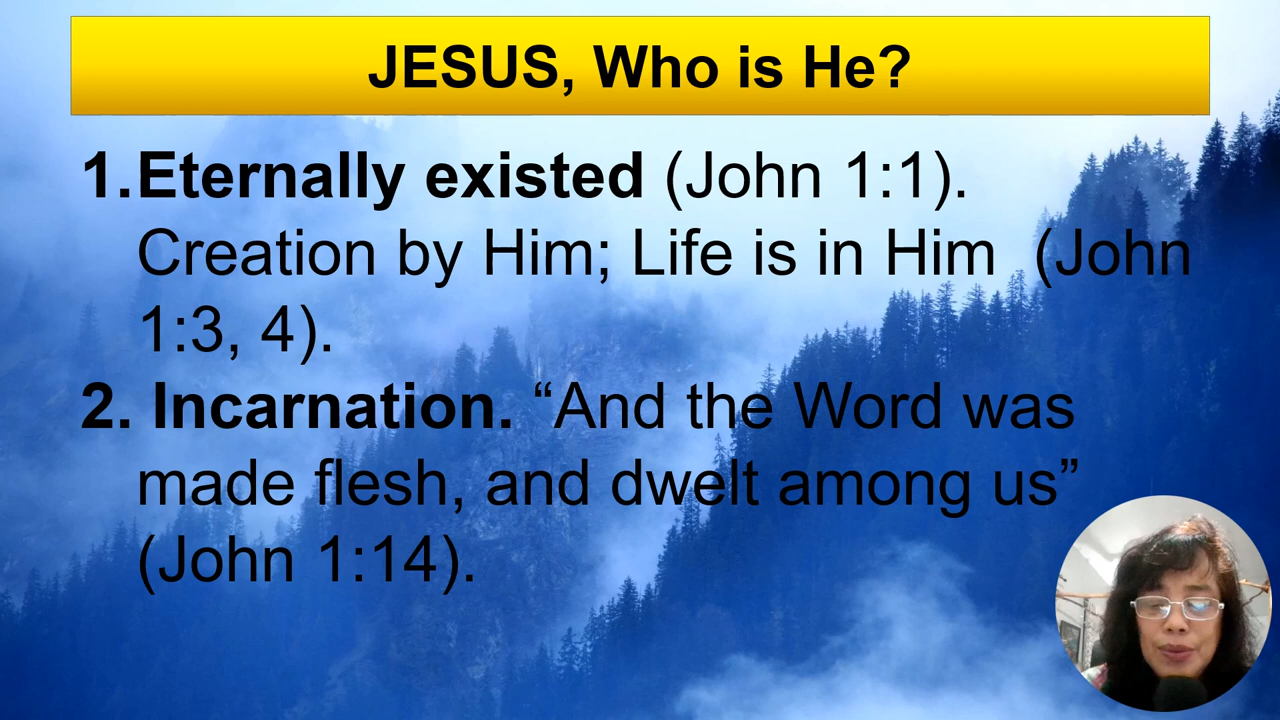 JESUS, Who is He?
1.Eternally existed (John 1:1).
Creation by Him; Life is in Him (John
1:3, 4).
2. Incarnation. “And the Word was
made flesh, and dwelt among us”
(John 1:14).